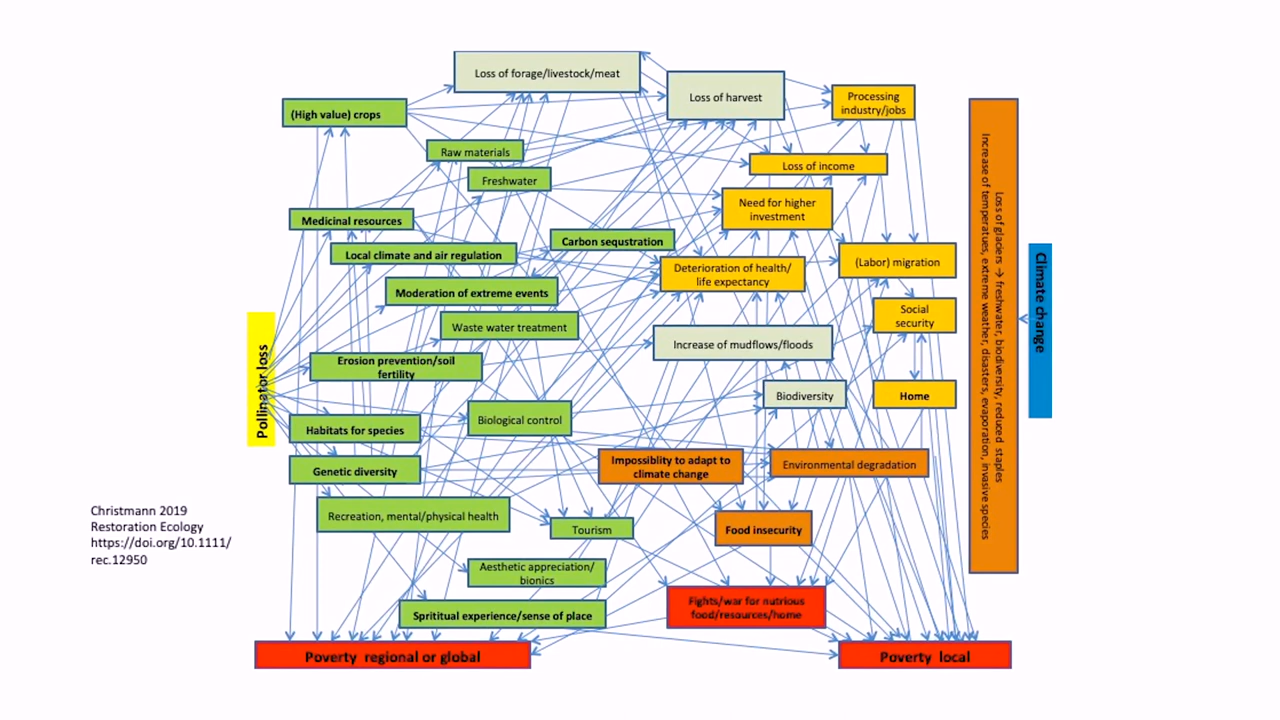 Loss of forage/livestock/meat
Loss of harvest
Processing
industry/jobs
(High value) crops
Raw materials
Loss of income
Freshwater
Need for higher
investment
Medicinal resources
Carbon sequstration
Local climate and air regulation
(Labor) migration
Deterioration of health/
life expectancy
Moderation of extreme events
Social
security
Waste water treatment
Increase of mudflows/floods
Erosion prevention/soil
fertility
Pollinator loss
Biodiversity
Home
Biological control
Habitats for species
Genetic diversity
Impossiblity to adapt to
climate change
Environmental degradation
Recreation, mental/physical health
Tourism
Food insecurity
Aesthetic appreciation/
bionics
Sprititual experience/sense of place
Fights/war for nutrious
food/resources/home
Poverty regional or global
Poverty local
Loss of glaciers → freshwater, biodiversity, reduced staples
Increase of temperatues, extreme weather, disasters, evaporation, invasive species
Climate change
Christmann 2019
Restoration Ecology
https://doi.org/10.1111/
rec.12950